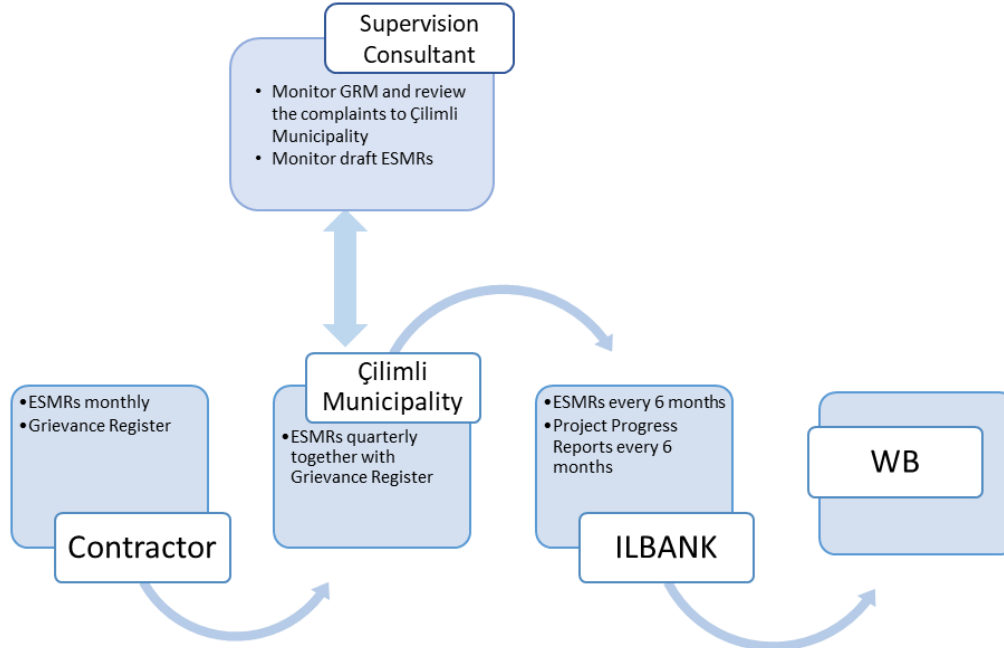 Supervision
Consultant
• Monitor GRM and review
the complaints to Çilimli
Municipality
• Monitor draft ESMRs
•ESMRs monthly
•Grievance Register
Contractor
Çilimli
Municipality
•ESMRs quarterly
together with
Grievance Register
•ESMRs every 6 months
•Project Progress
Reports every 6
months
ILBANK
WB